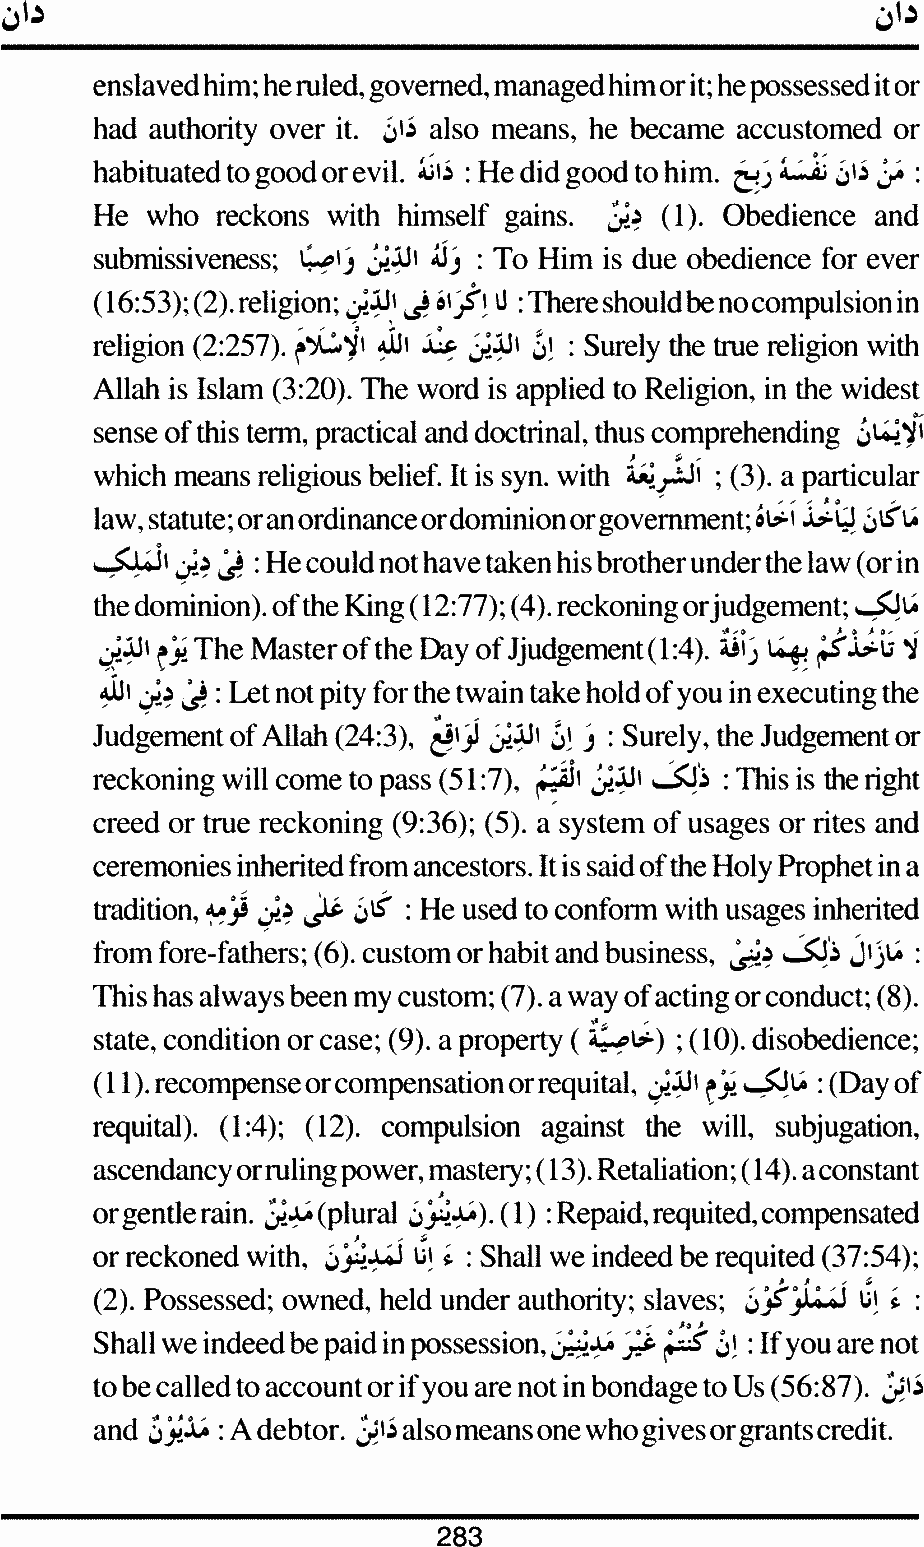 دان دان
enslaved him; he ruled, governed, managed him or it; he possessed it or
had authority over it. دَانَ also means, he became accustomed or
habituated to good or evil. دَانَهُ : He did good to him. مَنْ دَانَ نَفْسَهُ رَبِحَ :
He who reckons with himself gains. دِيْنٌ (1). Obedience and
submissiveness; وَلَهُ الدِّيْنُ وَاصِبًا : To Him is due obedience for ever
(16:53); (2). religion; لَا اِكْرَاهَ فِى الدِّيْنِ : There should be no compulsion in
religion (2:257). اِنَّ الدِّيْنَ عِنْدَ اللّٰهِ الْاِسْلَامُ : Surely the true religion with
Allah is Islam (3:20). The word is applied to Religion, in the widest
sense of this term, practical and doctrinal, thus comprehending اَلْاِيْمَانُ
which means religious belief. It is syn. with اَلشَّرِيْعَةُ ; (3). a particular
law, statute; or an ordinance or dominion or government; مَاكَانَ لِيَأْخُذَ اَخَاهُ
فِىْ دِيْنِ الْمَلِكِ : He could not have taken his brother under the law (or in
the dominion). of the King (12:77); (4). reckoning or judgement; مَالِكِ
يَوْمِ الدِّيْنِ The Master of the Day of Jjudgement (1:4). لَا تَأْخُذْكُمْ بِهِمَا رَأْفَةٌ
فِىْ دِيْنِ اللّٰهِ : Let not pity for the twain take hold of you in executing the
Judgement of Allah (24:3), وَ اِنَّ الدِّيْنَ لَوَاقِعٌ : Surely, the Judgement or
reckoning will come to pass (51:7), ذٰلِكَ الدِّيْنُ الْقَيِّمُ : This is the right
creed or true reckoning (9:36); (5). a system of usages or rites and
ceremonies inherited from ancestors. It is said of the Holy Prophet in a
tradition, كَانَ عَلٰى دِيْنِ قَوْمِهٖ : He used to conform with usages inherited
from fore-fathers; (6). custom or habit and business, مَازَالَ ذٰلِكَ دِيْنِىْ :
This has always been my custom; (7). a way of acting or conduct; (8).
state, condition or case; (9). a property ( خَاصِيَّةٌ) ; (10). disobedience;
(11). recompense or compensation or requital, مَالِكِ يَوْمِ الدِّيْنِ : (Day of
requital). (1:4); (12). compulsion against the will, subjugation,
ascendancy or ruling power, mastery; (13). Retaliation; (14). a constant
or gentle rain. مَدِيْنٌ (plural مَدِيْنُوْنَ). (1) : Repaid, requited, compensated
or reckoned with, ءَ اِنَّا لَمَدِيْنُوْنَ : Shall we indeed be requited (37:54);
(2). Possessed; owned, held under authority; slaves; ءَ اِنَّا لَمَمْلُوْكُوْنَ :
Shall we indeed be paid in possession, اِنْ كُنْتُمْ غَيْرَ مَدِيْنِيْنَ : If you are not
to be called to account or if you are not in bondage to Us (56:87). دَائِنٌ
and مَدْيُوْنٌ : A debtor. دَائِنٌ also means one who gives or grants credit.
283